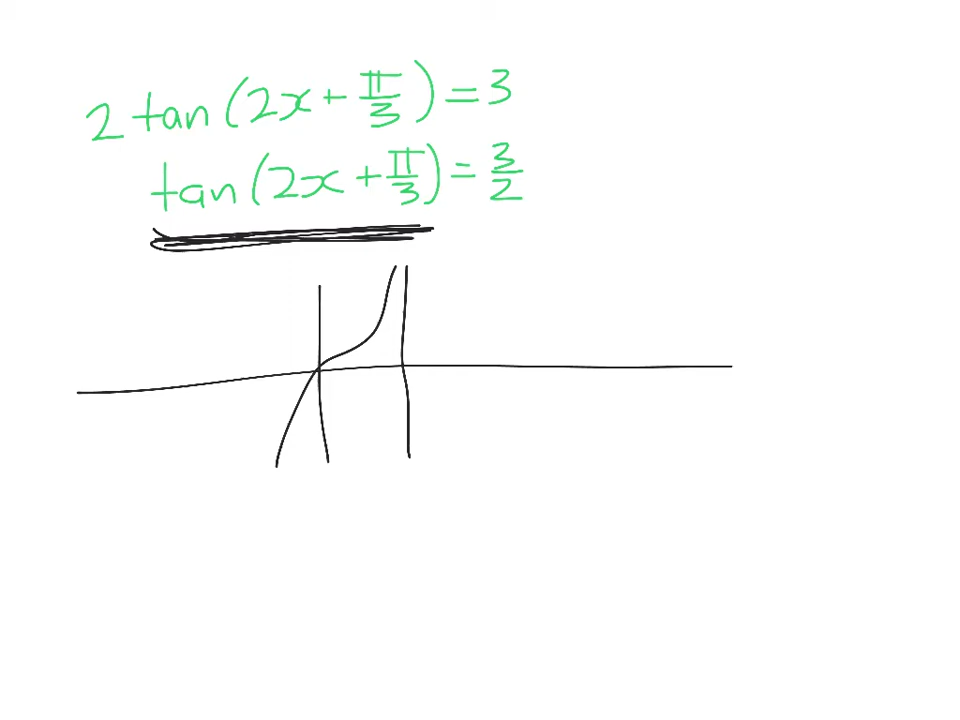 2 tan (2x + π/3) = 3
tan (2x + π/3) = 3/2